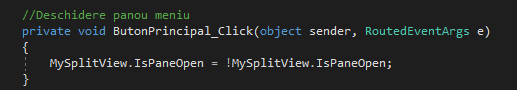 //Deschidere panou meniu
private void ButonPrincipal_Click(object sender, RoutedEventArgs e)
{
MySplitView.IsPaneOpen = !MySplitView.IsPaneOpen;
}